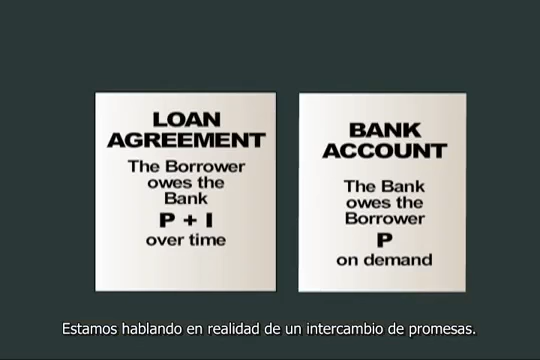 LOAN
AGREEMENT
The Borrower
owes the
Bank
P + I
over time
BANK
ACCOUNT
The Bank
owes the
Borrower
P
on demand
Estamos hablando en realidad de un intercambio de promesas.